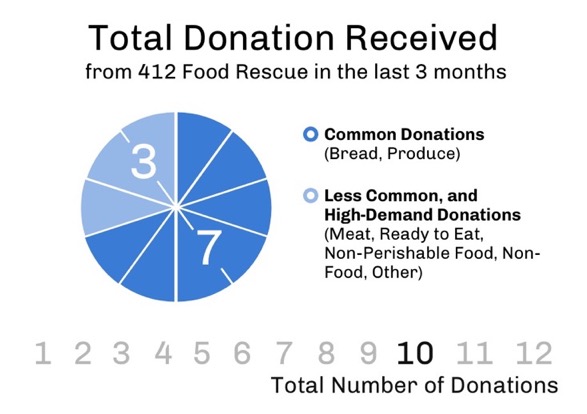 Total Donation Received
from 412 Food Rescue in the last 3 months
3
7
Common Donations
(Bread, Produce)
Less Common, and
High-Demand Donations
(Meat, Ready to Eat,
Non-Perishable Food, Non-
Food, Other)
1 2 3 4 5 6 7 8 9 10 11 12
Total Number of Donations